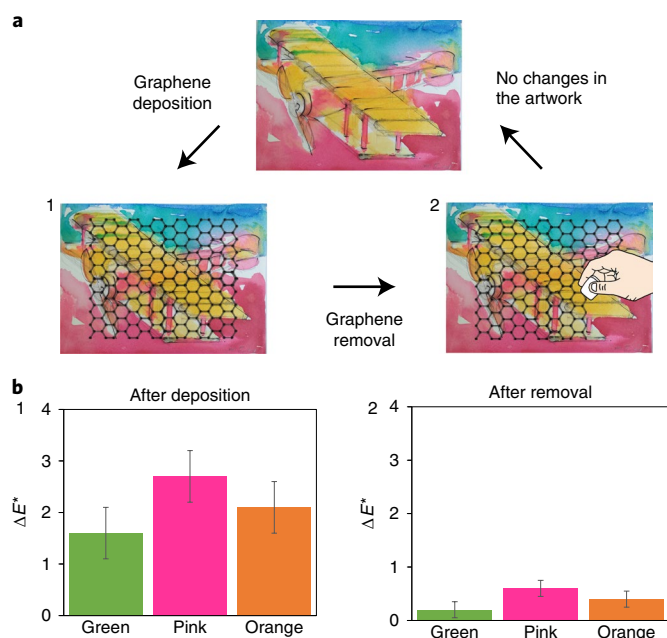 a
Graphene
deposition
No changes in
the artwork
1
2
Graphene
removal
b
After deposition
1
4
3
2
1
0
ΔE*
Green
Pink
Orange
After removal
2
4
3
2
1
0
ΔE*
Green
Pink
Orange